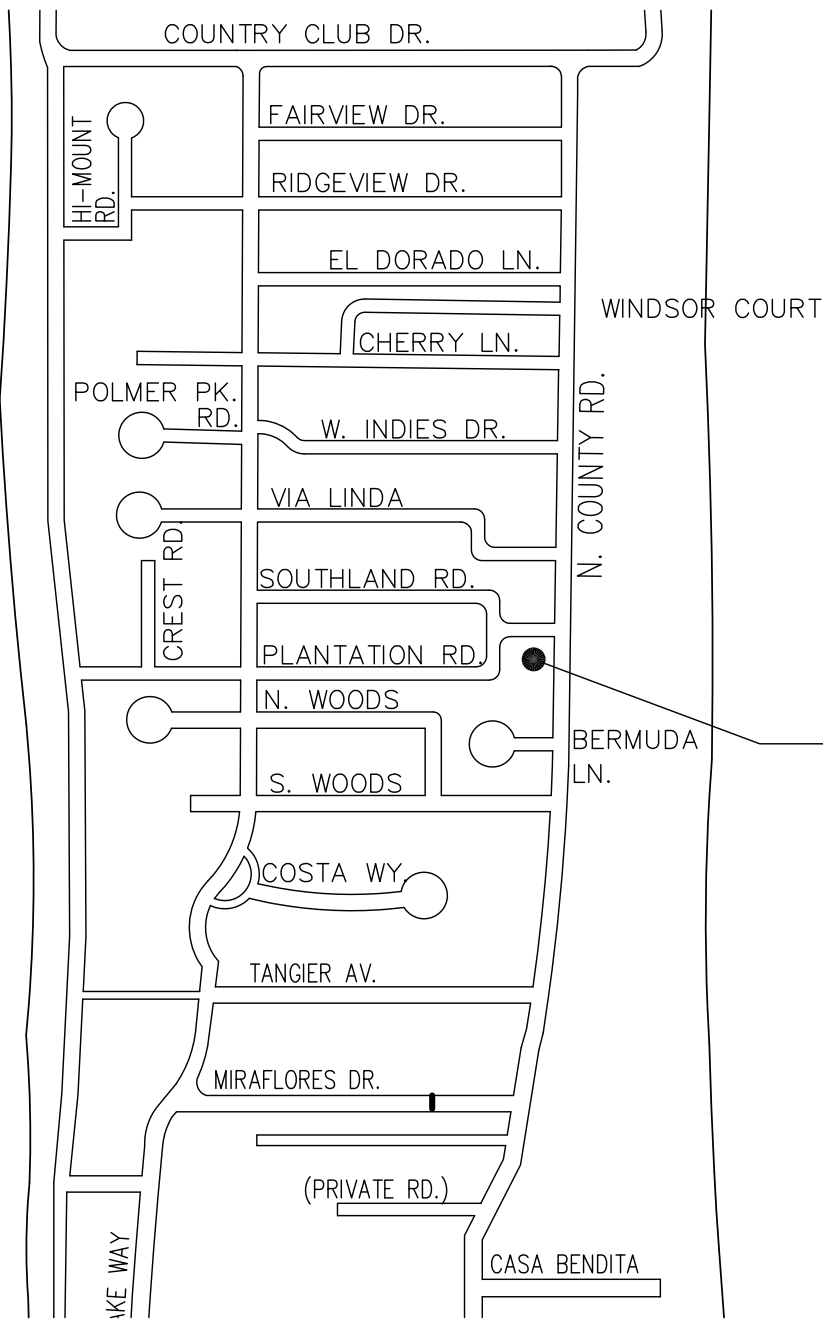 COUNTRY CLUB DR.
FAIRVIEW DR.
HI-MOUNT
RD.
RIDGEVIEW DR.
EL DORADO LN.
WINDSOR COURT
CHERRY LN.
POLMER PK.
RD.
W. INDIES DR.
N. COUNTY RD.
VIA LINDA
CREST RD.
SOUTHLAND RD.
PLANTATION RD.
N. WOODS
BERMUDA
LN.
S. WOODS
COSTA WY.
TANGIER AV.
MIRAFLORES DR.
(PRIVATE RD.)
CASA BENDITA
AKE WAY